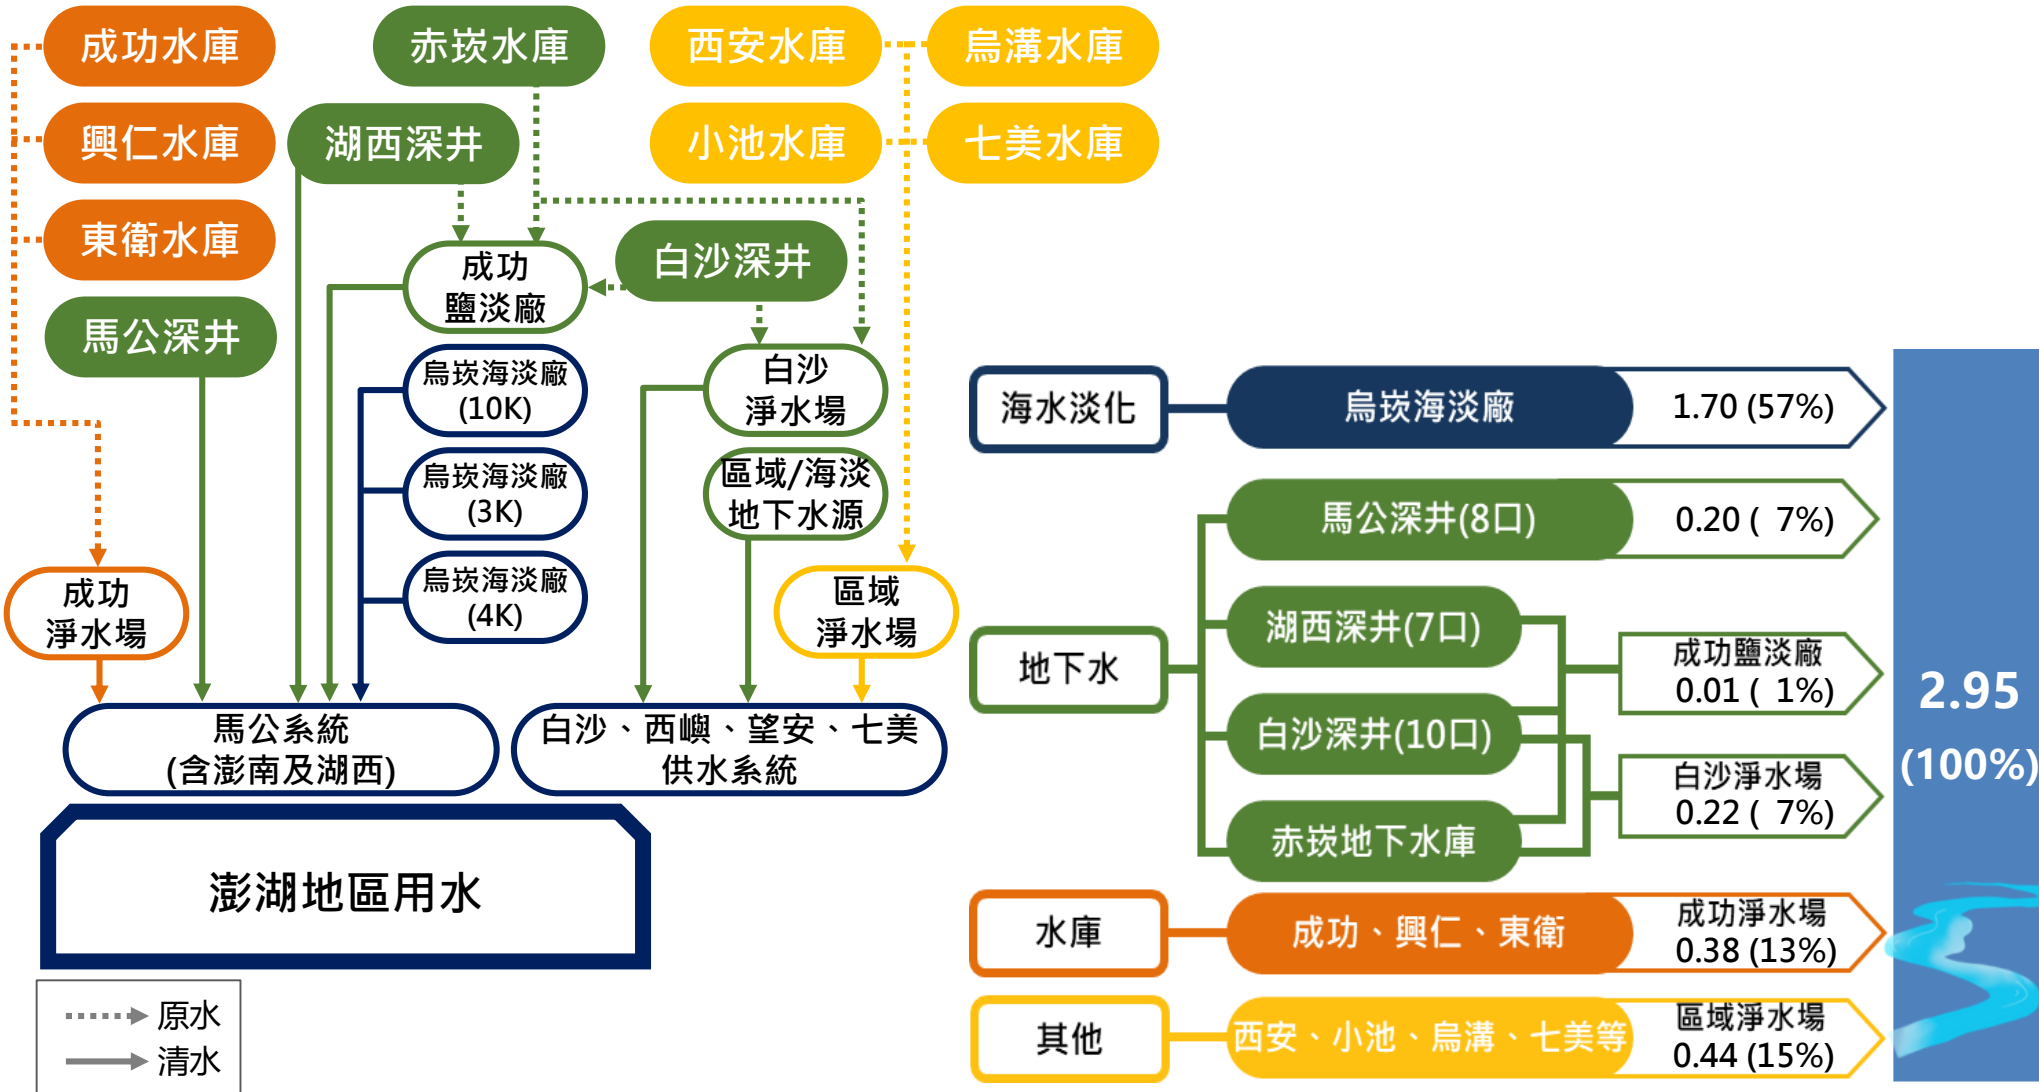 成功水庫
赤崁水庫
西安水庫
烏溝水庫
興仁水庫
湖西深井
小池水庫
七美水庫
東衛水庫
成功
鹽淡廠
白沙深井
馬公深井
烏崁海淡廠
(10K)
白沙
淨水場
烏崁海淡廠
(3K)
區域/海淡
地下水源
烏崁海淡廠
(4K)
成功
淨水場
區域
淨水場
馬公系統
(含澎南及湖西)
白沙、西嶼、望安、七美
供水系統
澎湖地區用水
原水
清水
海水淡化
烏崁海淡廠
1.70 (57%)
地下水
馬公深井(8口)
0.20 ( 7%)
湖西深井(7口)
白沙深井(10口)
赤崁地下水庫
成功鹽淡廠
0.01 ( 1%)
白沙淨水場
0.22 ( 7%)
水庫
成功、興仁、東衛
成功淨水場
0.38 (13%)
其他
西安、小池、烏溝、七美等
區域淨水場
0.44 (15%)
2.95
(100%)